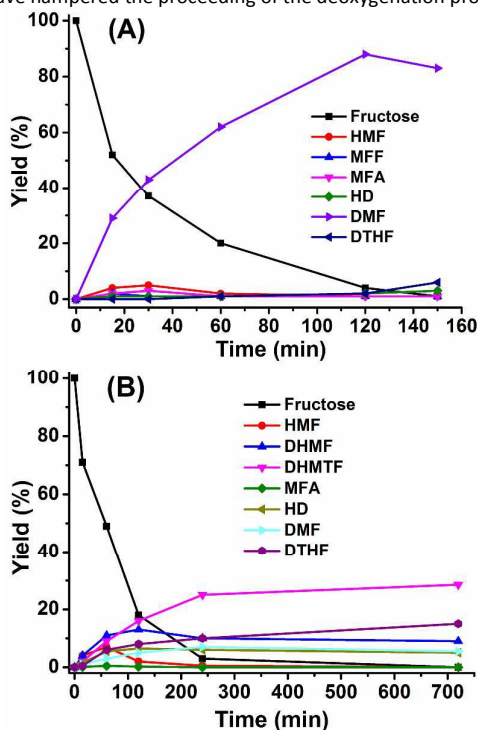 ave hampered the proceeding of the deoxygenation pro
(A)
100
80
60
40
20
0
Yield (%)
Fructose
HMF
MFF
MFA
HD
DMF
DTHF
0 20 40 60 80 100 120 140 160
Time (min)
(B)
100
80
60
40
20
0
Yield (%)
Fructose
HMF
DHMF
DHMTF
MFA
HD
DMF
DTHF
0 100 200 300 400 500 600 700
Time (min)